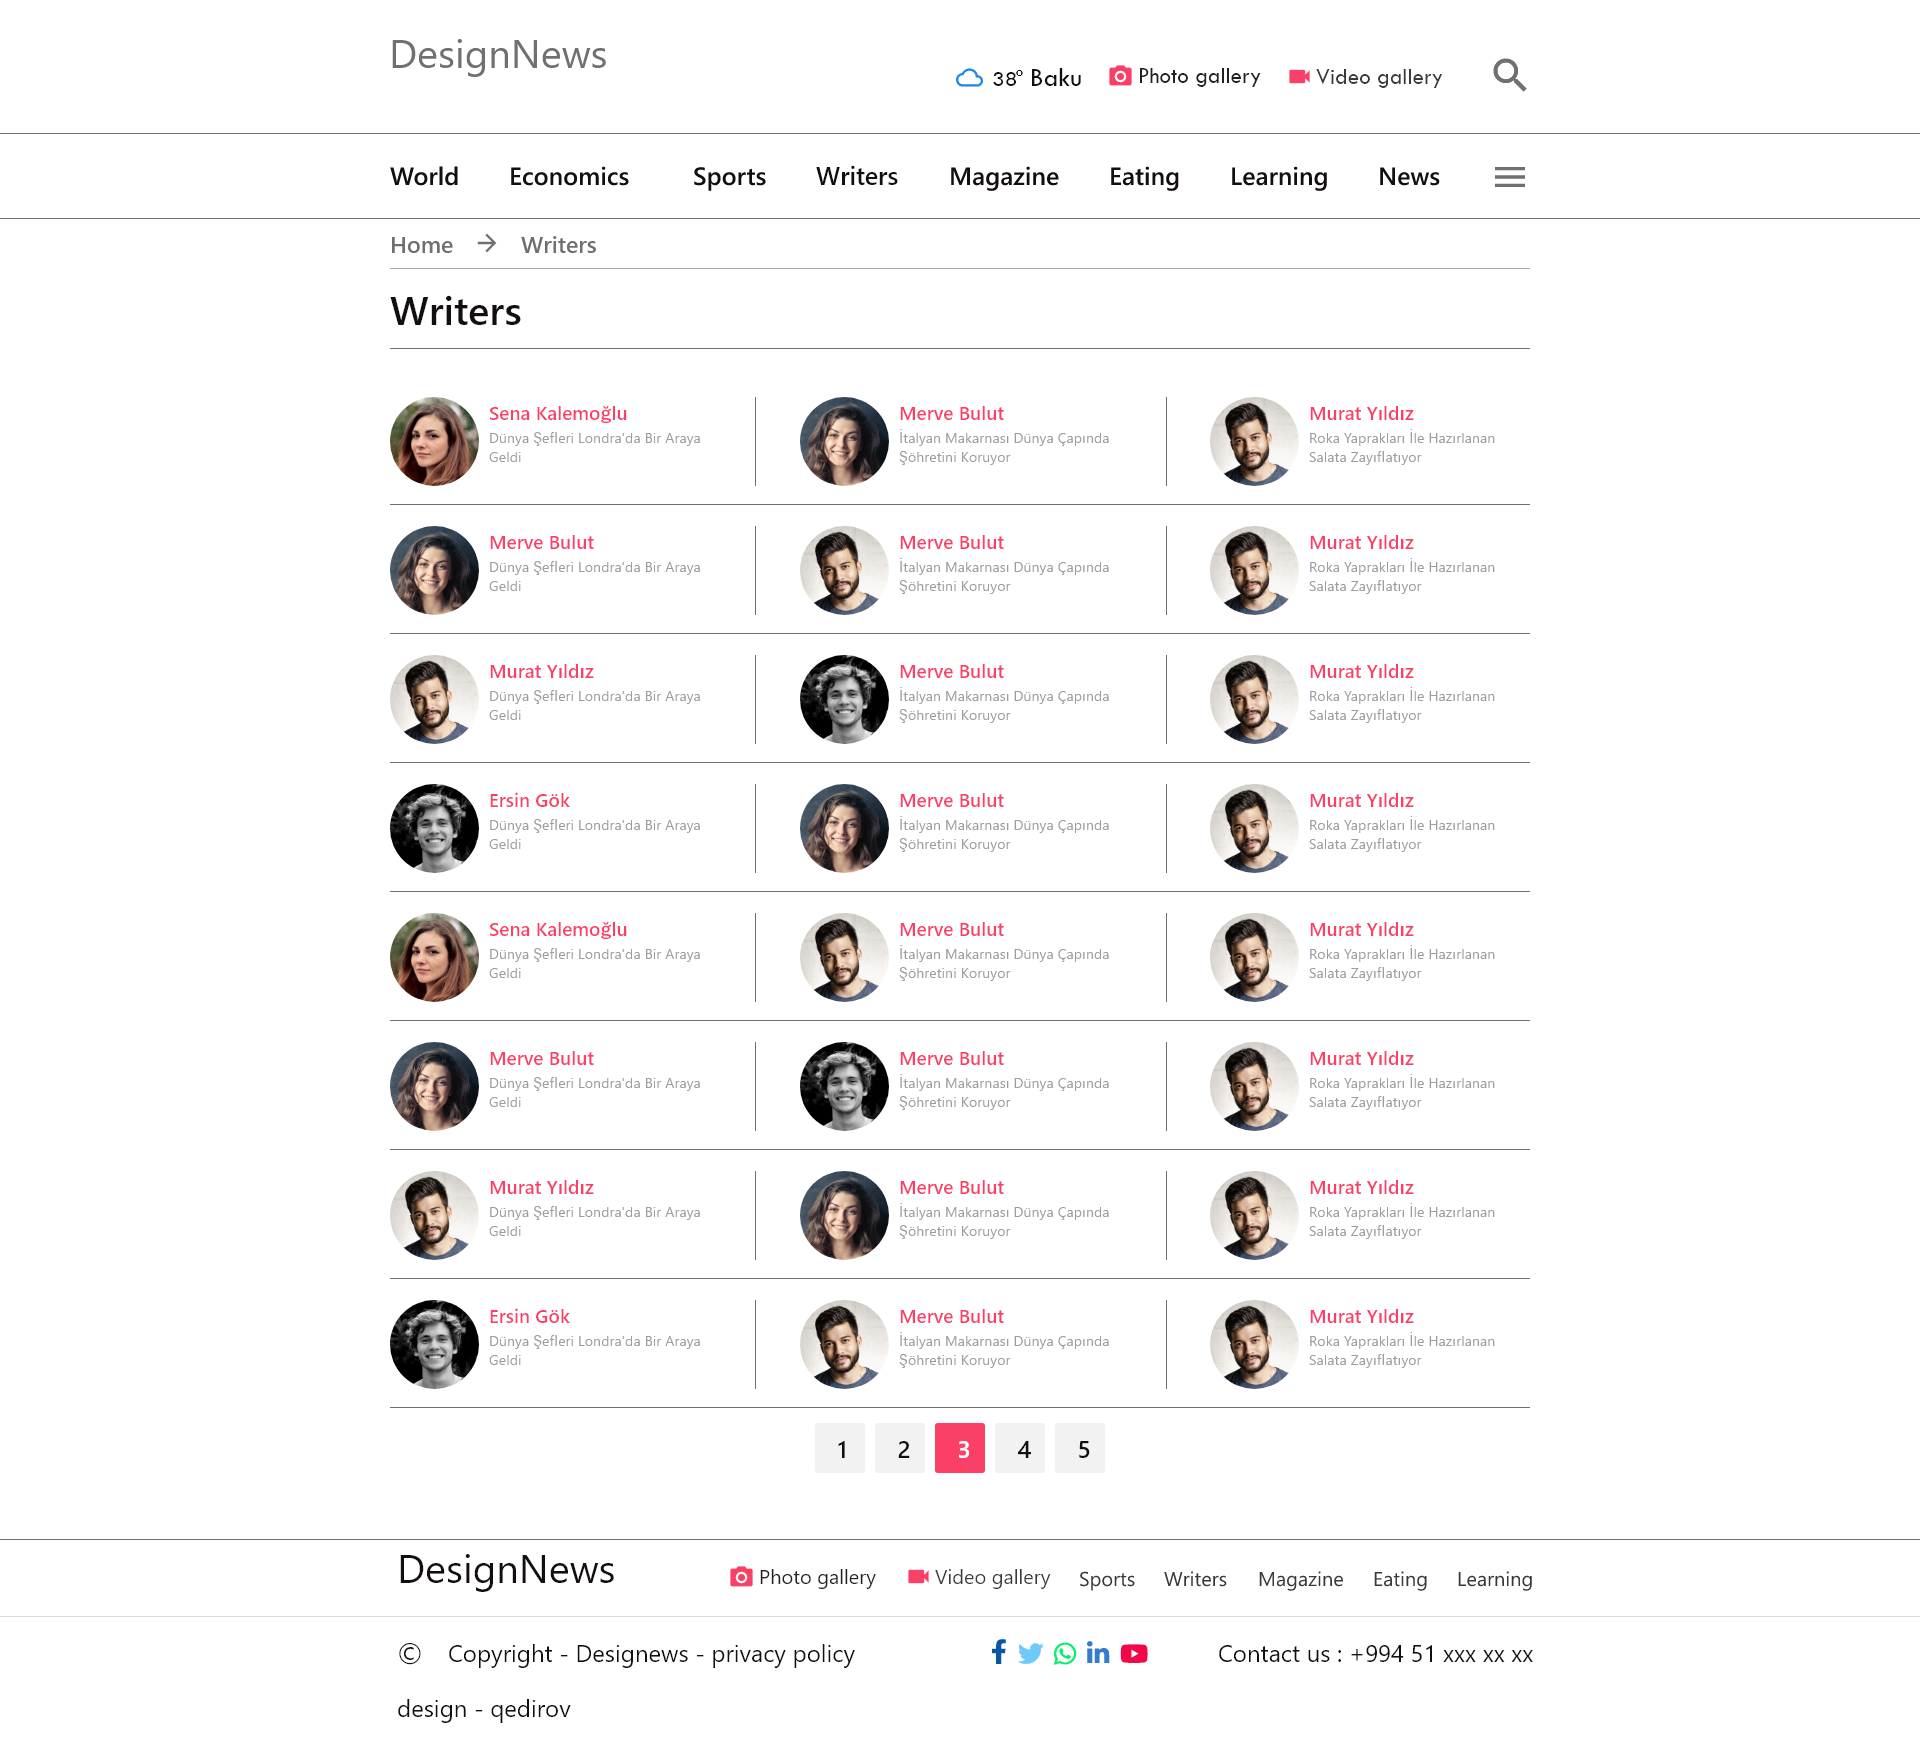 DesignNews
38° Baku
Photo gallery
Video gallery
World Economics Sports Writers Magazine Eating Learning News
Home Writers
Writers
Sena Kalemoğlu
Dünya Şefleri Londra'da Bir Araya
Geldi
Merve Bulut
İtalyan Makarnası Dünya Çapında
Şöhretini Koruyor
Murat Yıldız
Roka Yaprakları İle Hazırlanan
Salata Zayıflatıyor
Merve Bulut
Dünya Şefleri Londra'da Bir Araya
Geldi
Merve Bulut
İtalyan Makarnası Dünya Çapında
Şöhretini Koruyor
Murat Yıldız
Roka Yaprakları İle Hazırlanan
Salata Zayıflatıyor
Murat Yıldız
Dünya Şefleri Londra'da Bir Araya
Geldi
Merve Bulut
İtalyan Makarnası Dünya Çapında
Şöhretini Koruyor
Murat Yıldız
Roka Yaprakları İle Hazırlanan
Salata Zayıflatıyor
Ersin Gök
Dünya Şefleri Londra'da Bir Araya
Geldi
Merve Bulut
İtalyan Makarnası Dünya Çapında
Şöhretini Koruyor
Murat Yıldız
Roka Yaprakları İle Hazırlanan
Salata Zayıflatıyor
Sena Kalemoğlu
Dünya Şefleri Londra'da Bir Araya
Geldi
Merve Bulut
İtalyan Makarnası Dünya Çapında
Şöhretini Koruyor
Murat Yıldız
Roka Yaprakları İle Hazırlanan
Salata Zayıflatıyor
Merve Bulut
Dünya Şefleri Londra'da Bir Araya
Geldi
Merve Bulut
İtalyan Makarnası Dünya Çapında
Şöhretini Koruyor
Murat Yıldız
Roka Yaprakları İle Hazırlanan
Salata Zayıflatıyor
Murat Yıldız
Dünya Şefleri Londra'da Bir Araya
Geldi
Merve Bulut
İtalyan Makarnası Dünya Çapında
Şöhretini Koruyor
Murat Yıldız
Roka Yaprakları İle Hazırlanan
Salata Zayıflatıyor
Ersin Gök
Dünya Şefleri Londra'da Bir Araya
Geldi
Merve Bulut
İtalyan Makarnası Dünya Çapında
Şöhretini Koruyor
Murat Yıldız
Roka Yaprakları İle Hazırlanan
Salata Zayıflatıyor
1 2 3 4 5
DesignNews
Photo gallery Video gallery Sports Writers Magazine Eating Learning
© Copyright - Designews - privacy policy
Contact us : +994 51 xxx xx xx
design - qedirov